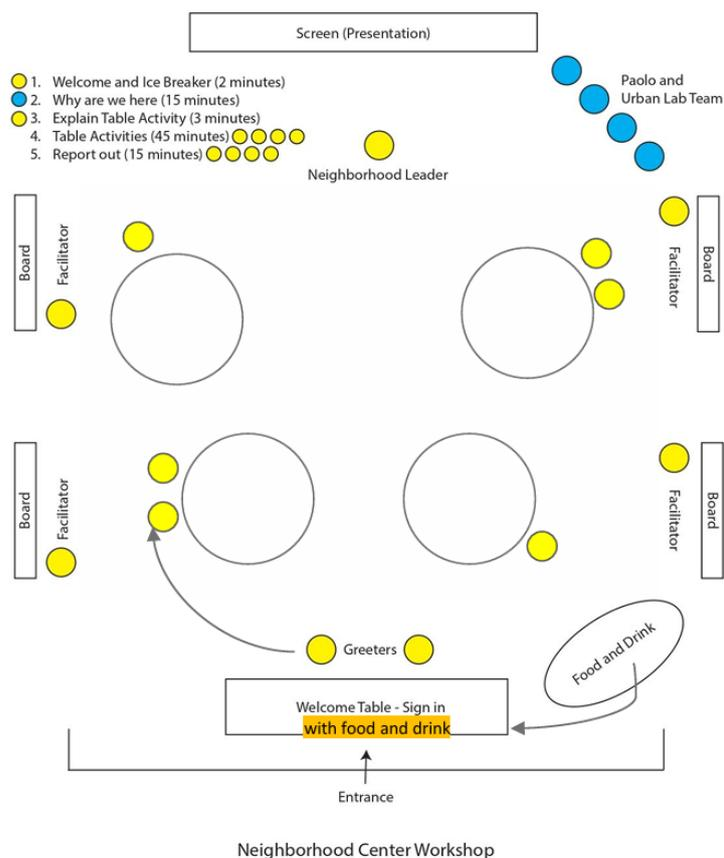 Screen (Presentation)
1. Welcome and Ice Breaker (2 minutes)
2. Why are we here (15 minutes)
3. Explain Table Activity (3 minutes)
4. Table Activities (45 minutes)
5. Report out (15 minutes)
Paolo and
Urban Lab Team
Neighborhood Leader
Board
Facilitator
Facilitator
Board
Board
Facilitator
Facilitator
Board
Greeters
Food and Drink
Welcome Table - Sign in
with food and drink
Entrance
Neighborhood Center Workshop